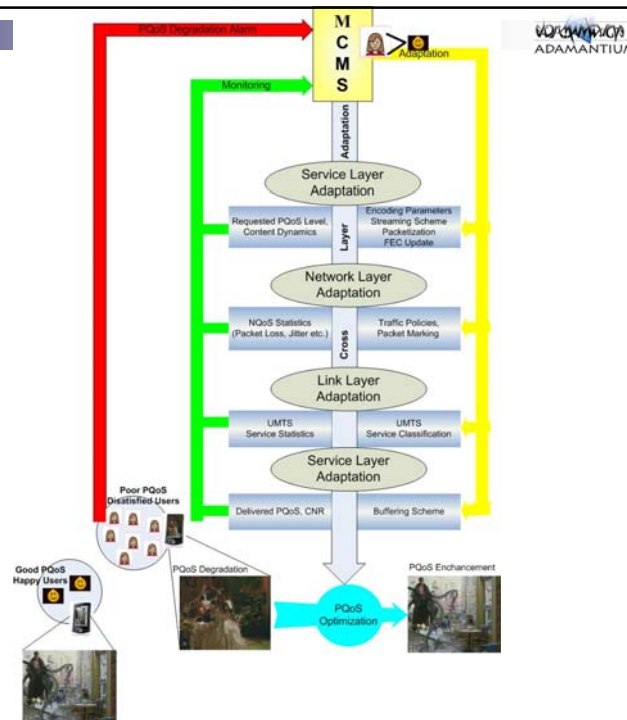 PQoS Degradation Alarm
M
C
M
S
Adaptation
ADAMANTIUM
Monitoring
Adaptation
Service Layer
Adaptation
Requested PQoS Level,
Content Dynamics
Layer
Encoding Parameters
Streaming Scheme
Packetization
FEC Update
Network Layer
Adaptation
NQoS Statistics
(Packet Loss, Jitter etc.)
Cross
Traffic Policies,
Packet Marking
Link Layer
Adaptation
UMTS
Service Statistics
UMTS
Service Classification
Service Layer
Adaptation
Poor PQoS
Disatisfied Users
Delivered PQoS, CNR
Buffering Scheme
Good PQoS
Happy Users
PQoS Degradation
PQoS
Optimization
PQoS Enchancement